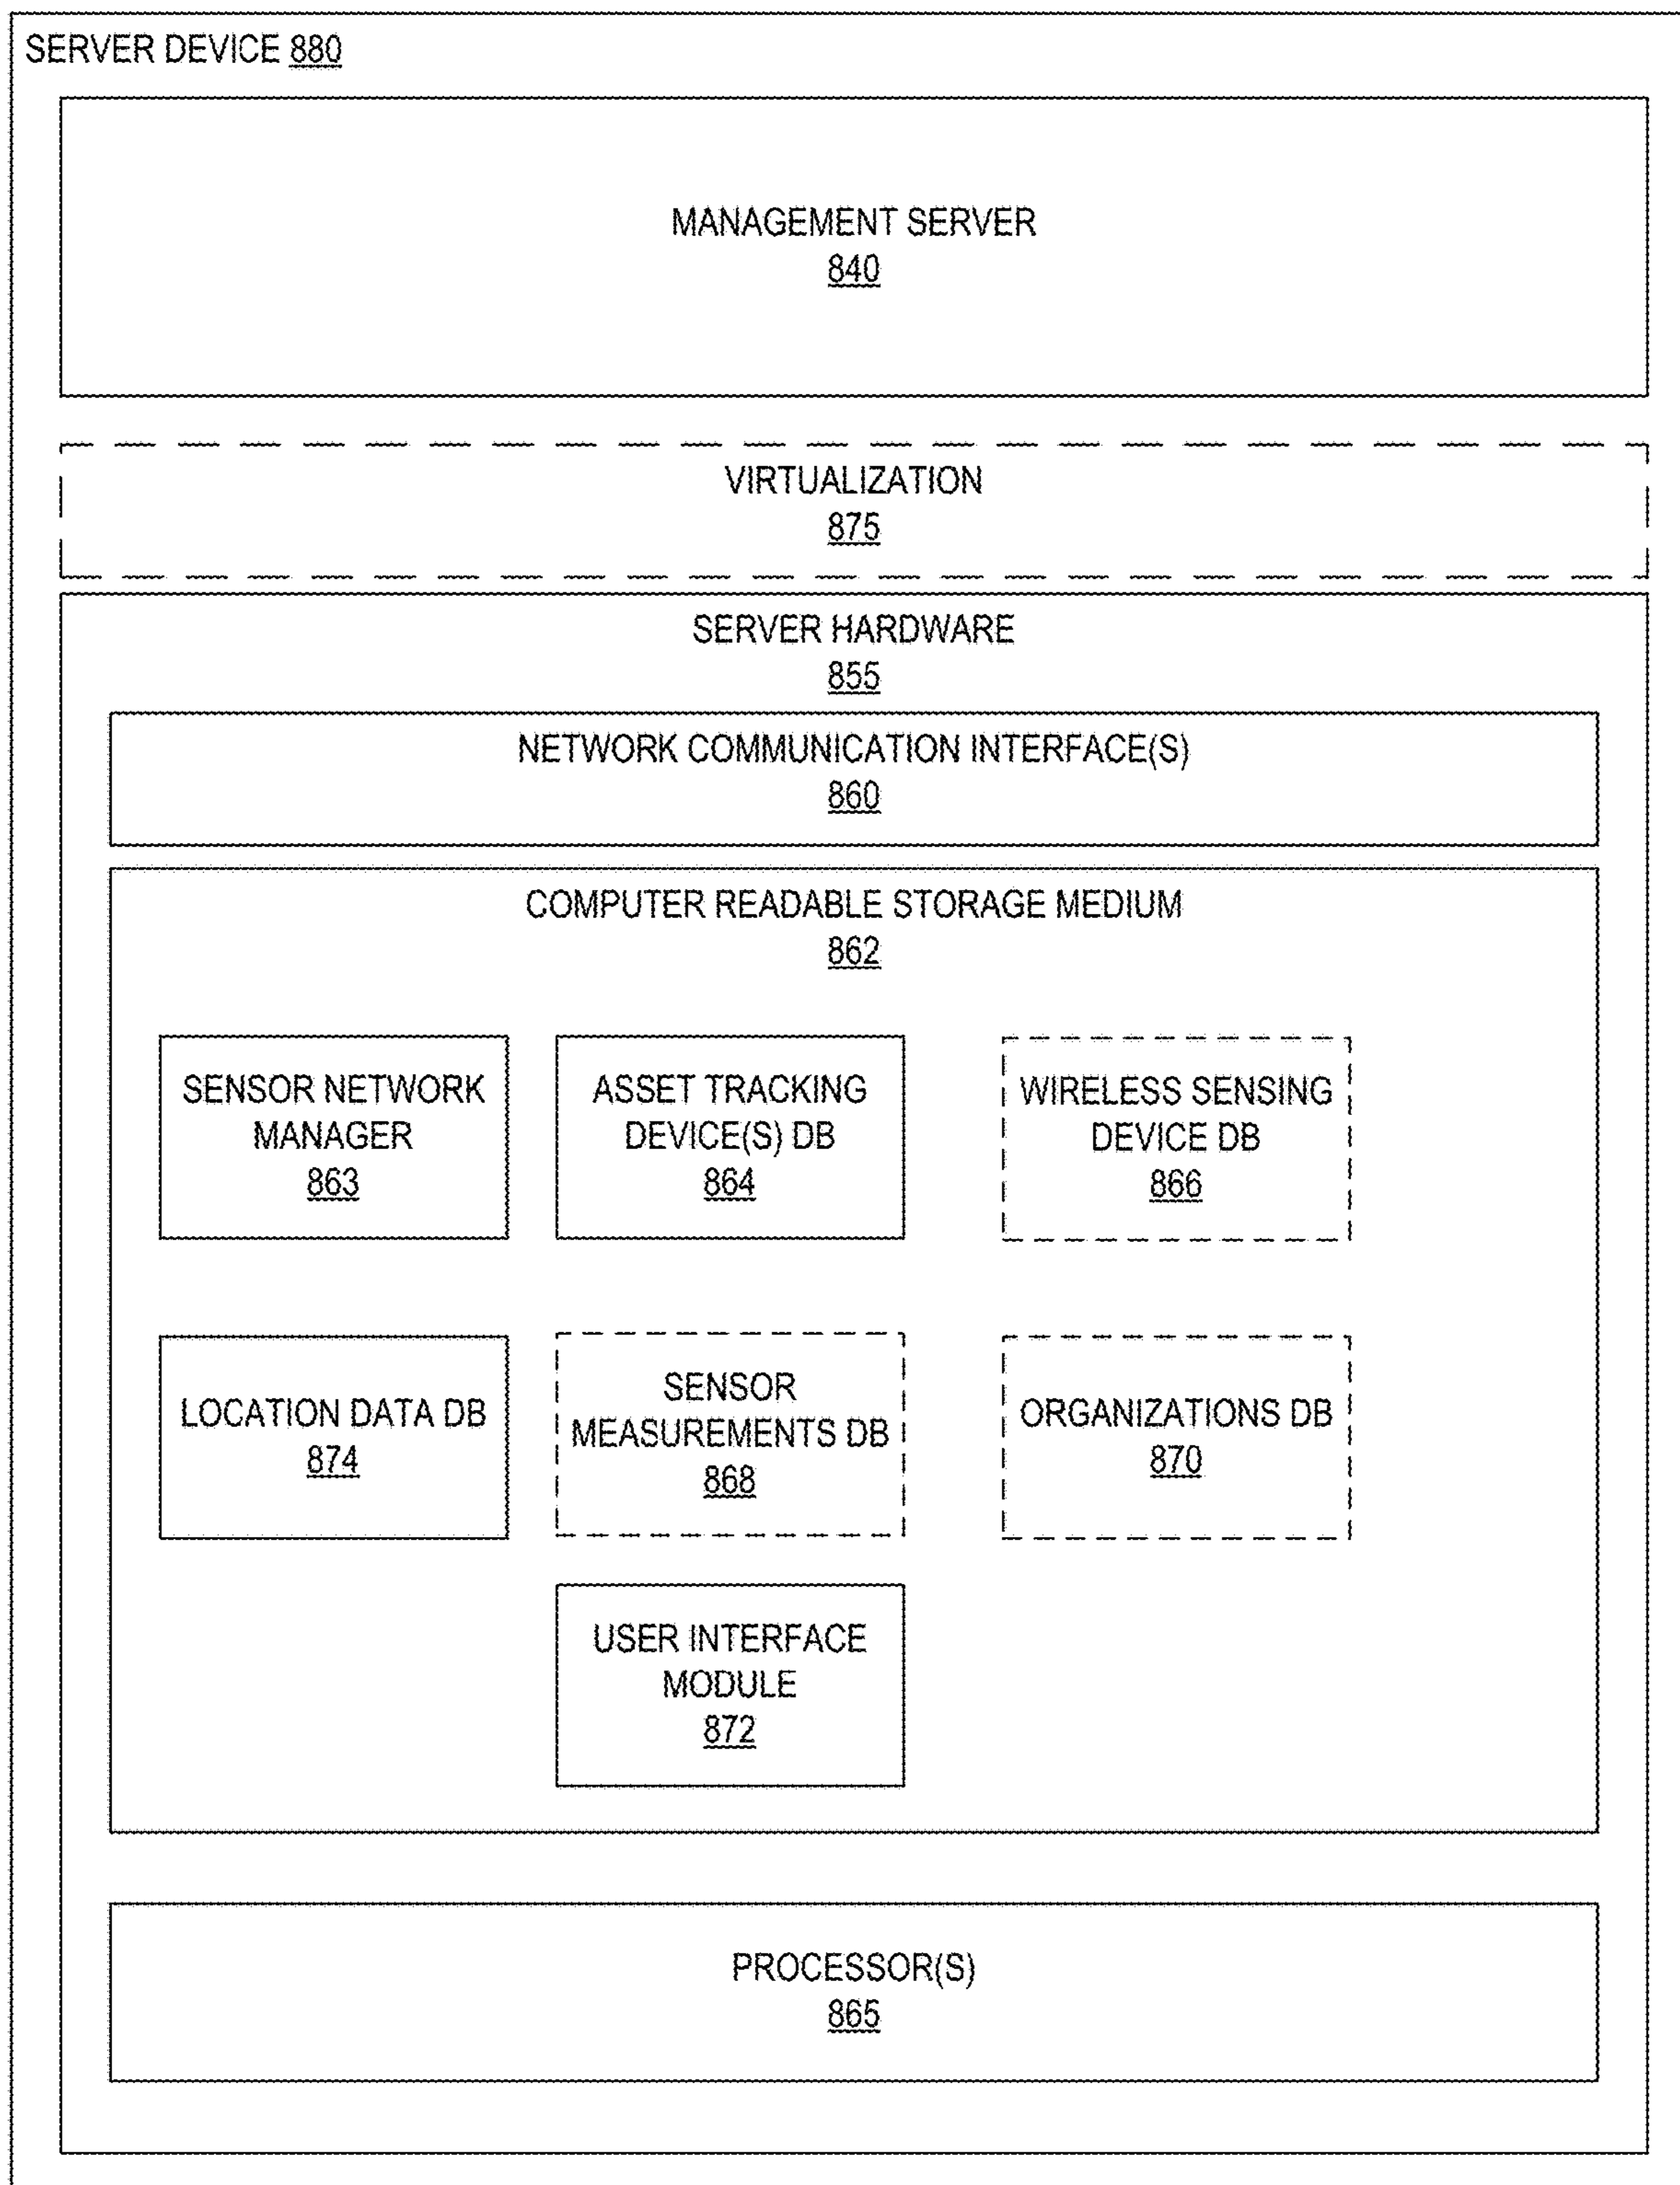 SERVER DEVICE 880
MANAGEMENT SERVER
840
VIRTUALIZATION
875
SERVER HARDWARE
855
NETWORK COMMUNICATION INTERFACE(S)
860
COMPUTER READABLE STORAGE MEDIUM
862
SENSOR NETWORK
MANAGER
863
ASSET TRACKING
DEVICE(S) DB
864
WIRELESS SENSING
DEVICE DB
866
LOCATION DATA DB
874
SENSOR
MEASUREMENTS DB
868
ORGANIZATIONS DB
870
USER INTERFACE
MODULE
872
PROCESSOR(S)
865